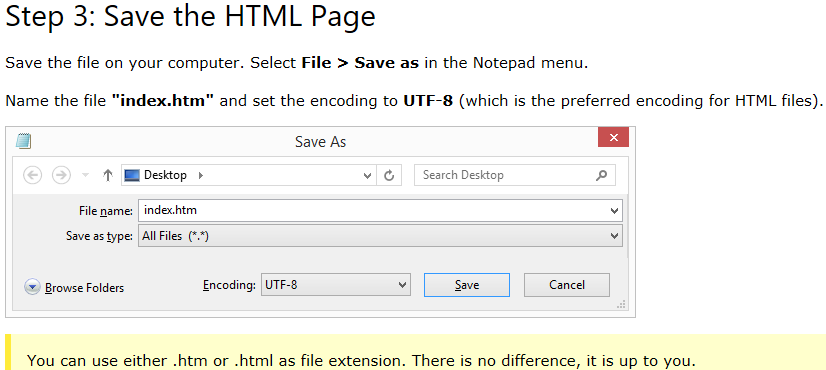 Step 3: Save the HTML Page
Save the file on your computer. Select File > Save as in the Notepad menu.
Name the file "index.htm" and set the encoding to UTF-8 (which is the preferred encoding for HTML files).
Save As
Desktop
Search Desktop
File name: index.htm
Save as type: All Files (*.*)
Browse Folders Encoding: UTF-8 Save Cancel
You can use either .htm or .html as file extension. There is no difference, it is up to you.